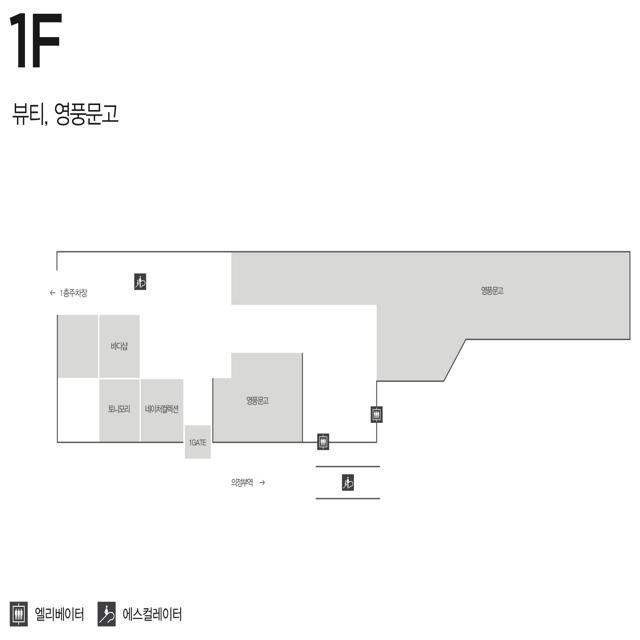 1F
뷰티, 영풍문고
영풍문고
← 1층주차장
바디샵
영풍문고
토니모리
네이처컬렉션
1GATE
의정부역 →
엘리베이터
에스컬레이터